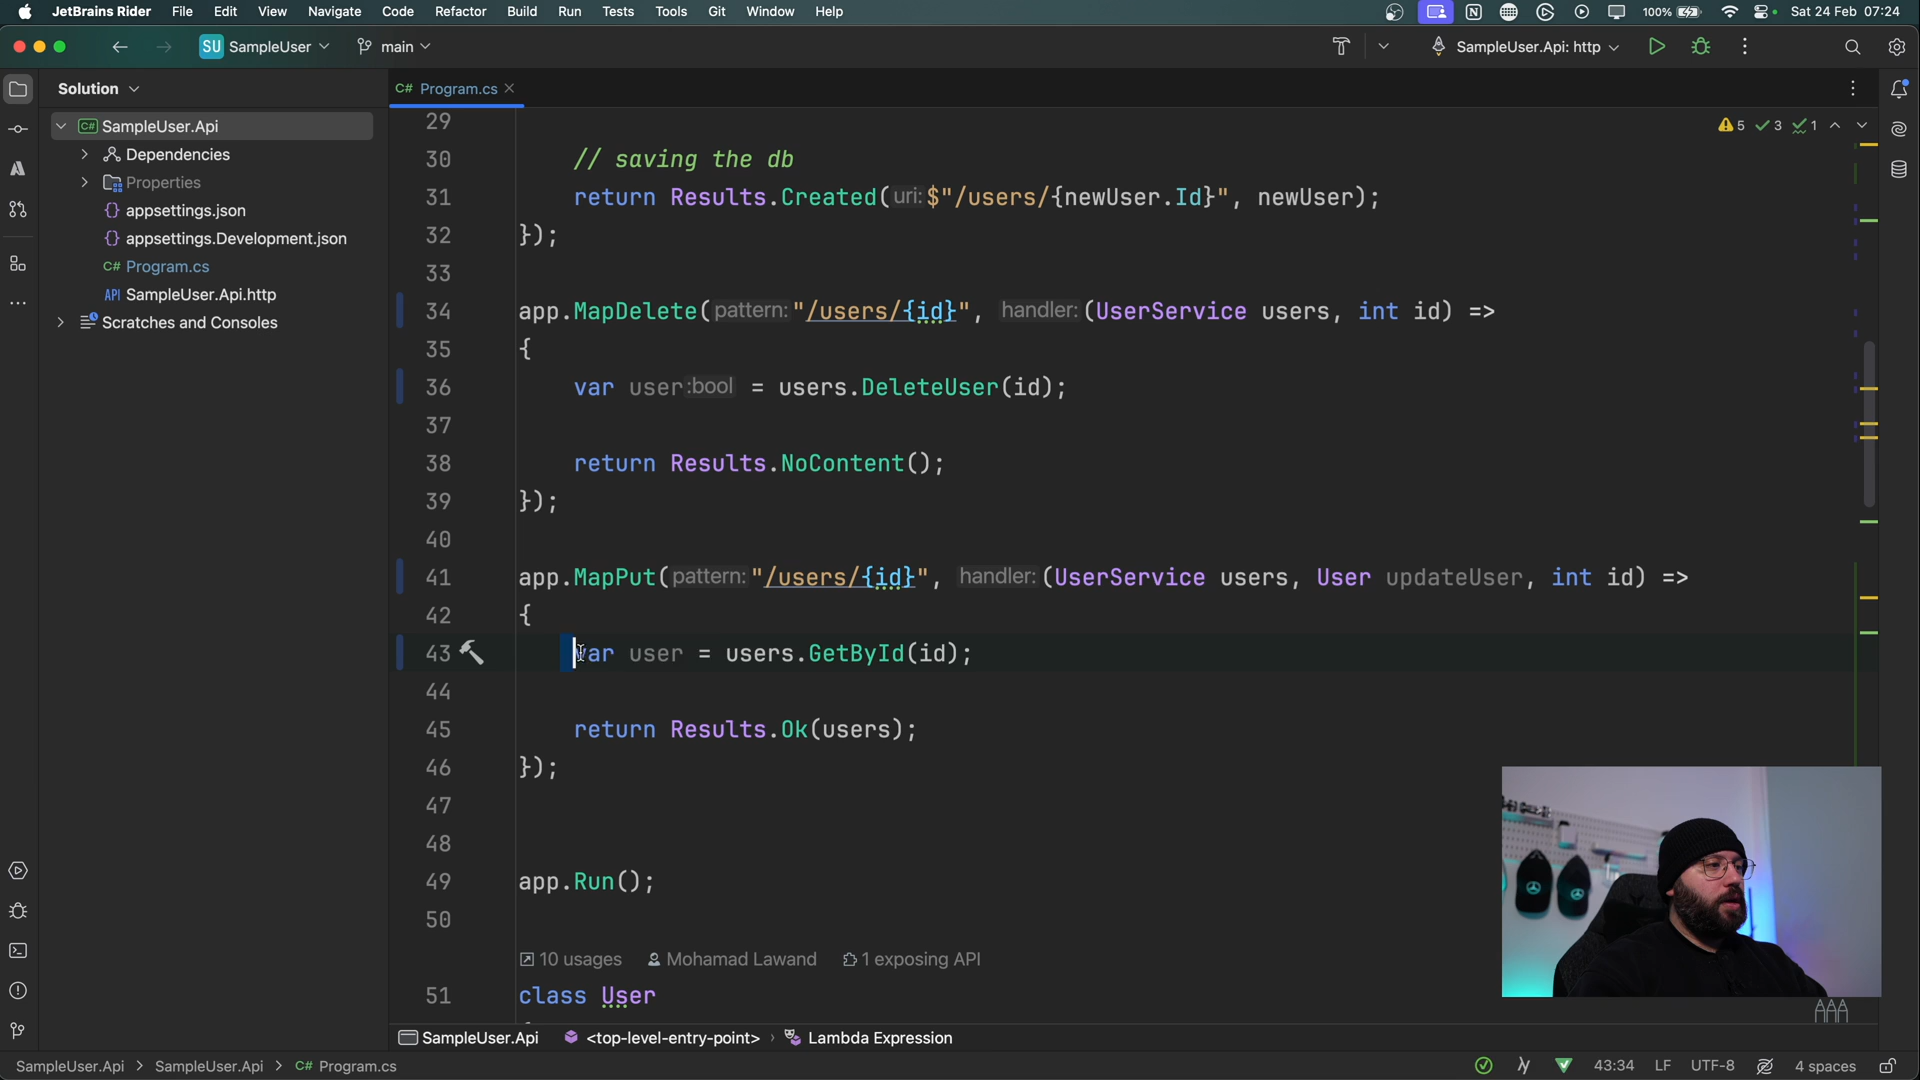 JetBrains Rider File Edit View Navigate Code Refactor Build Run Tests Tools Git Window Help 100% Sat 24 Feb 07:24
SU SampleUser main SampleUser.Api: http
Solution
C# Program.cs
C# SampleUser.Api
Dependencies
Properties
{} appsettings.json
{} appsettings.Development.json
C# Program.cs
API SampleUser.Api.http
Scratches and Consoles
5 3 1
29
30 // saving the db
31 return Results.Created(uri: $"/users/{newUser.Id}", newUser);
32 });
33
34 app.MapDelete(pattern: "/users/{id}", handler: (UserService users, int id) =>
35 {
36 var user :bool = users.DeleteUser(id);
37
38 return Results.NoContent();
39 });
40
41 app.MapPut(pattern: "/users/{id}", handler: (UserService users, User updateUser, int id) =>
42 {
43 var user = users.GetById(id);
44
45 return Results.Ok(users);
46 });
47
48
49 app.Run();
50
10 usages Mohamad Lawand 1 exposing API
51 class User
SampleUser.Api <top-level-entry-point> › Lambda Expression
SampleUser.Api > SampleUser.Api > C# Program.cs
43:34 LF UTF-8 4 spaces